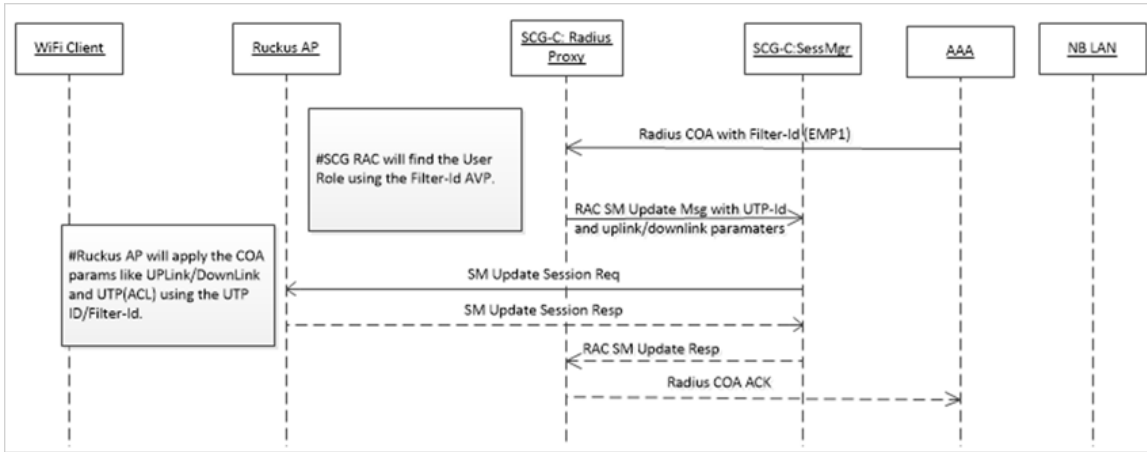 WiFi Client
Ruckus AP
SCG-C: Radius
Proxy
SCG-C:SessMgr
AAA
NB LAN
Radius COA with Filter-Id (EMP1)
#SCG RAC will find the User
Role using the Filter-Id AVP.
RAC SM Update Msg with UTP-Id
and uplink/downlink paramaters
#Ruckus AP will apply the COA
params like UPLink/DownLink
and UTP(ACL) using the UTP
ID/Filter-Id.
SM Update Session Req
SM Update Session Resp
RAC SM Update Resp
Radius COA ACK